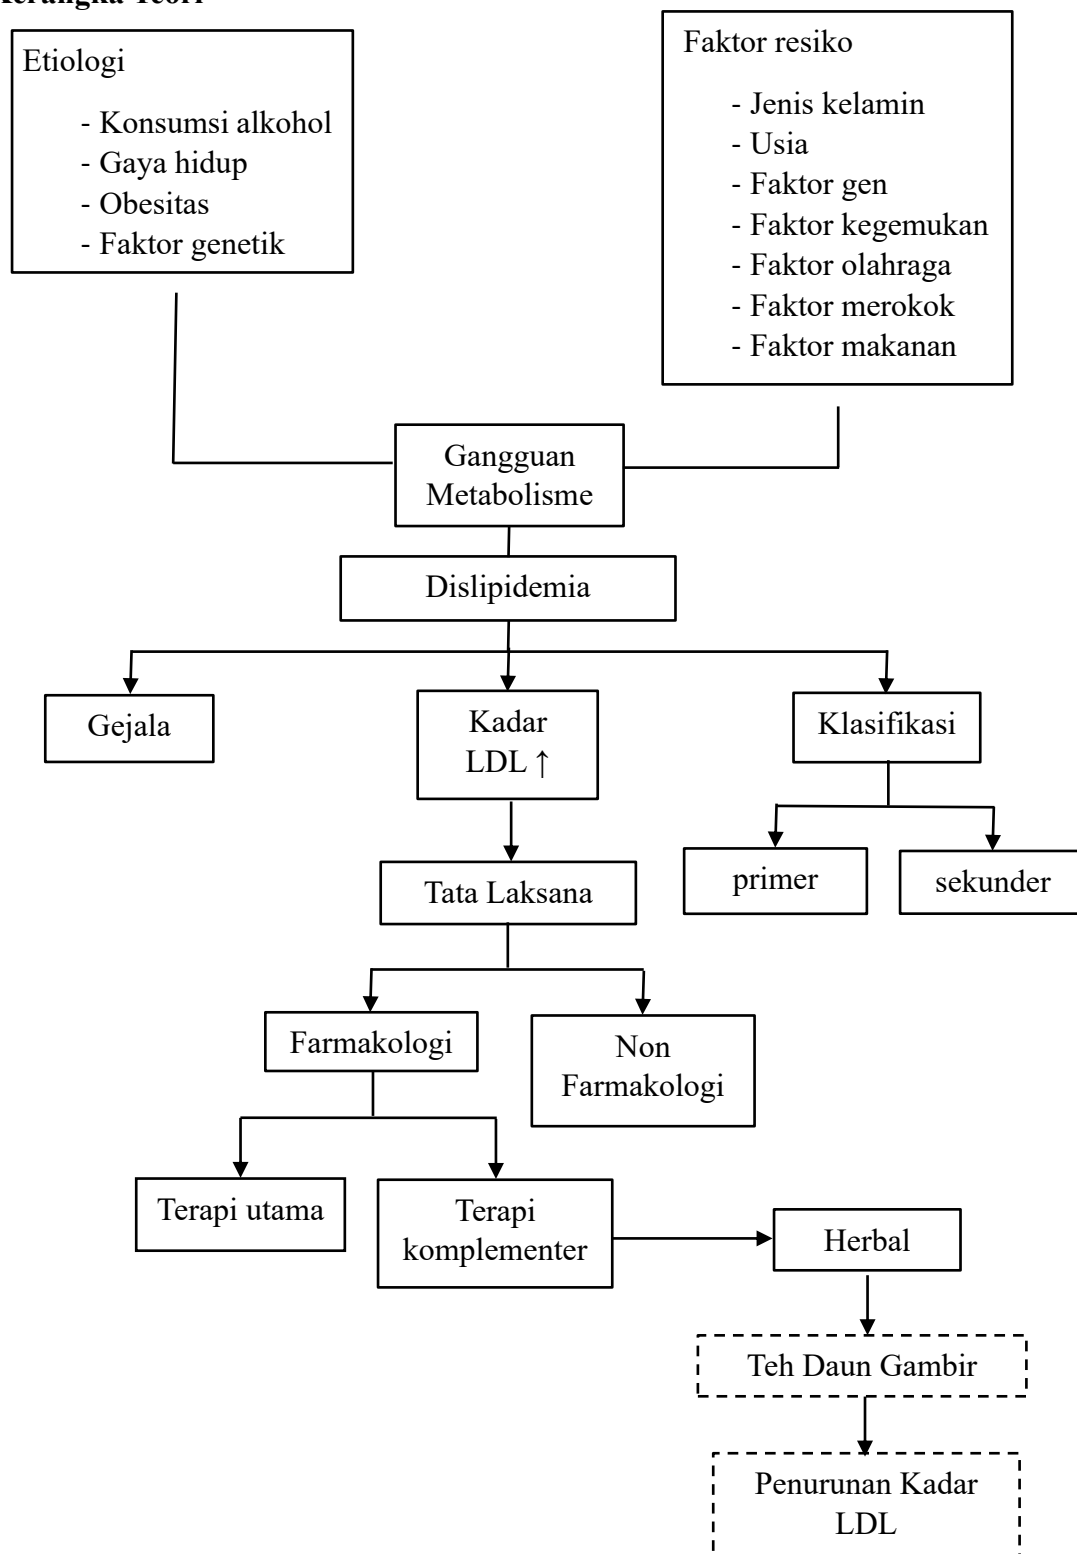 Kerangka Teori
Etiologi
- Konsumsi alkohol
- Gaya hidup
- Obesitas
- Faktor genetik
Faktor resiko
- Jenis kelamin
- Usia
- Faktor gen
- Faktor kegemukan
- Faktor olahraga
- Faktor merokok
- Faktor makanan
Gangguan
Metabolisme
Dislipidemia
Gejala
Kadar
LDL ↑
Klasifikasi
Tata Laksana
primer
sekunder
Farmakologi
Non
Farmakologi
Terapi utama
Terapi
komplementer
Herbal
Teh Daun Gambir
Penurunan Kadar
LDL